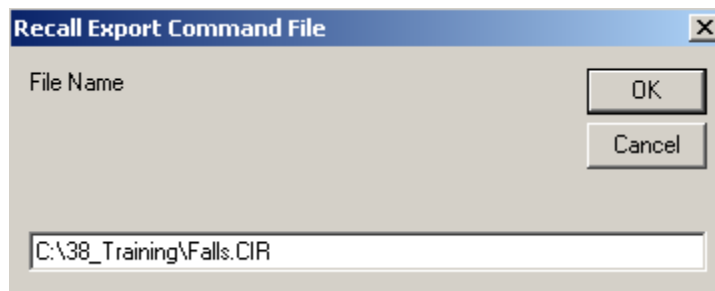 Recall Export Command File
File Name
OK
Cancel
C:\38_Training\Falls.CIR